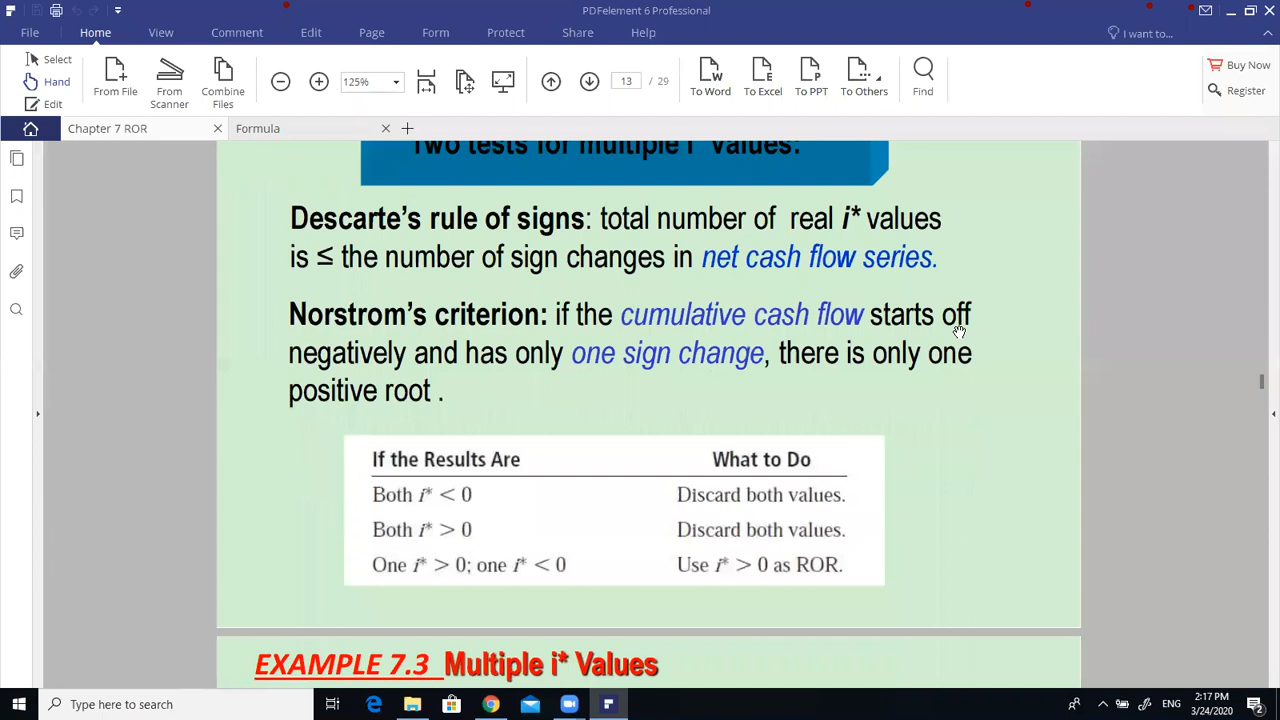 PDFelement 6 Professional
File Home View Comment Edit Page Form Protect Share Help I want to...
Select
Hand
Edit
From File
From Scanner
Combine Files
125%
13 / 29
To Word
To Excel
To PPT
To Others
Find
Buy Now
Register
Chapter 7 ROR
Formula
Two tests for multiple i* Values:
Descarte's rule of signs: total number of real i* values
is ≤ the number of sign changes in net cash flow series.
Norstrom's criterion: if the cumulative cash flow starts off
negatively and has only one sign change, there is only one
positive root .
If the Results Are What to Do
Both i* < 0 Discard both values.
Both i* > 0 Discard both values.
One i* > 0; one i* < 0 Use i* > 0 as ROR.
EXAMPLE 7.3 Multiple i* Values
Type here to search
ENG
2:17 PM
3/24/2020
2